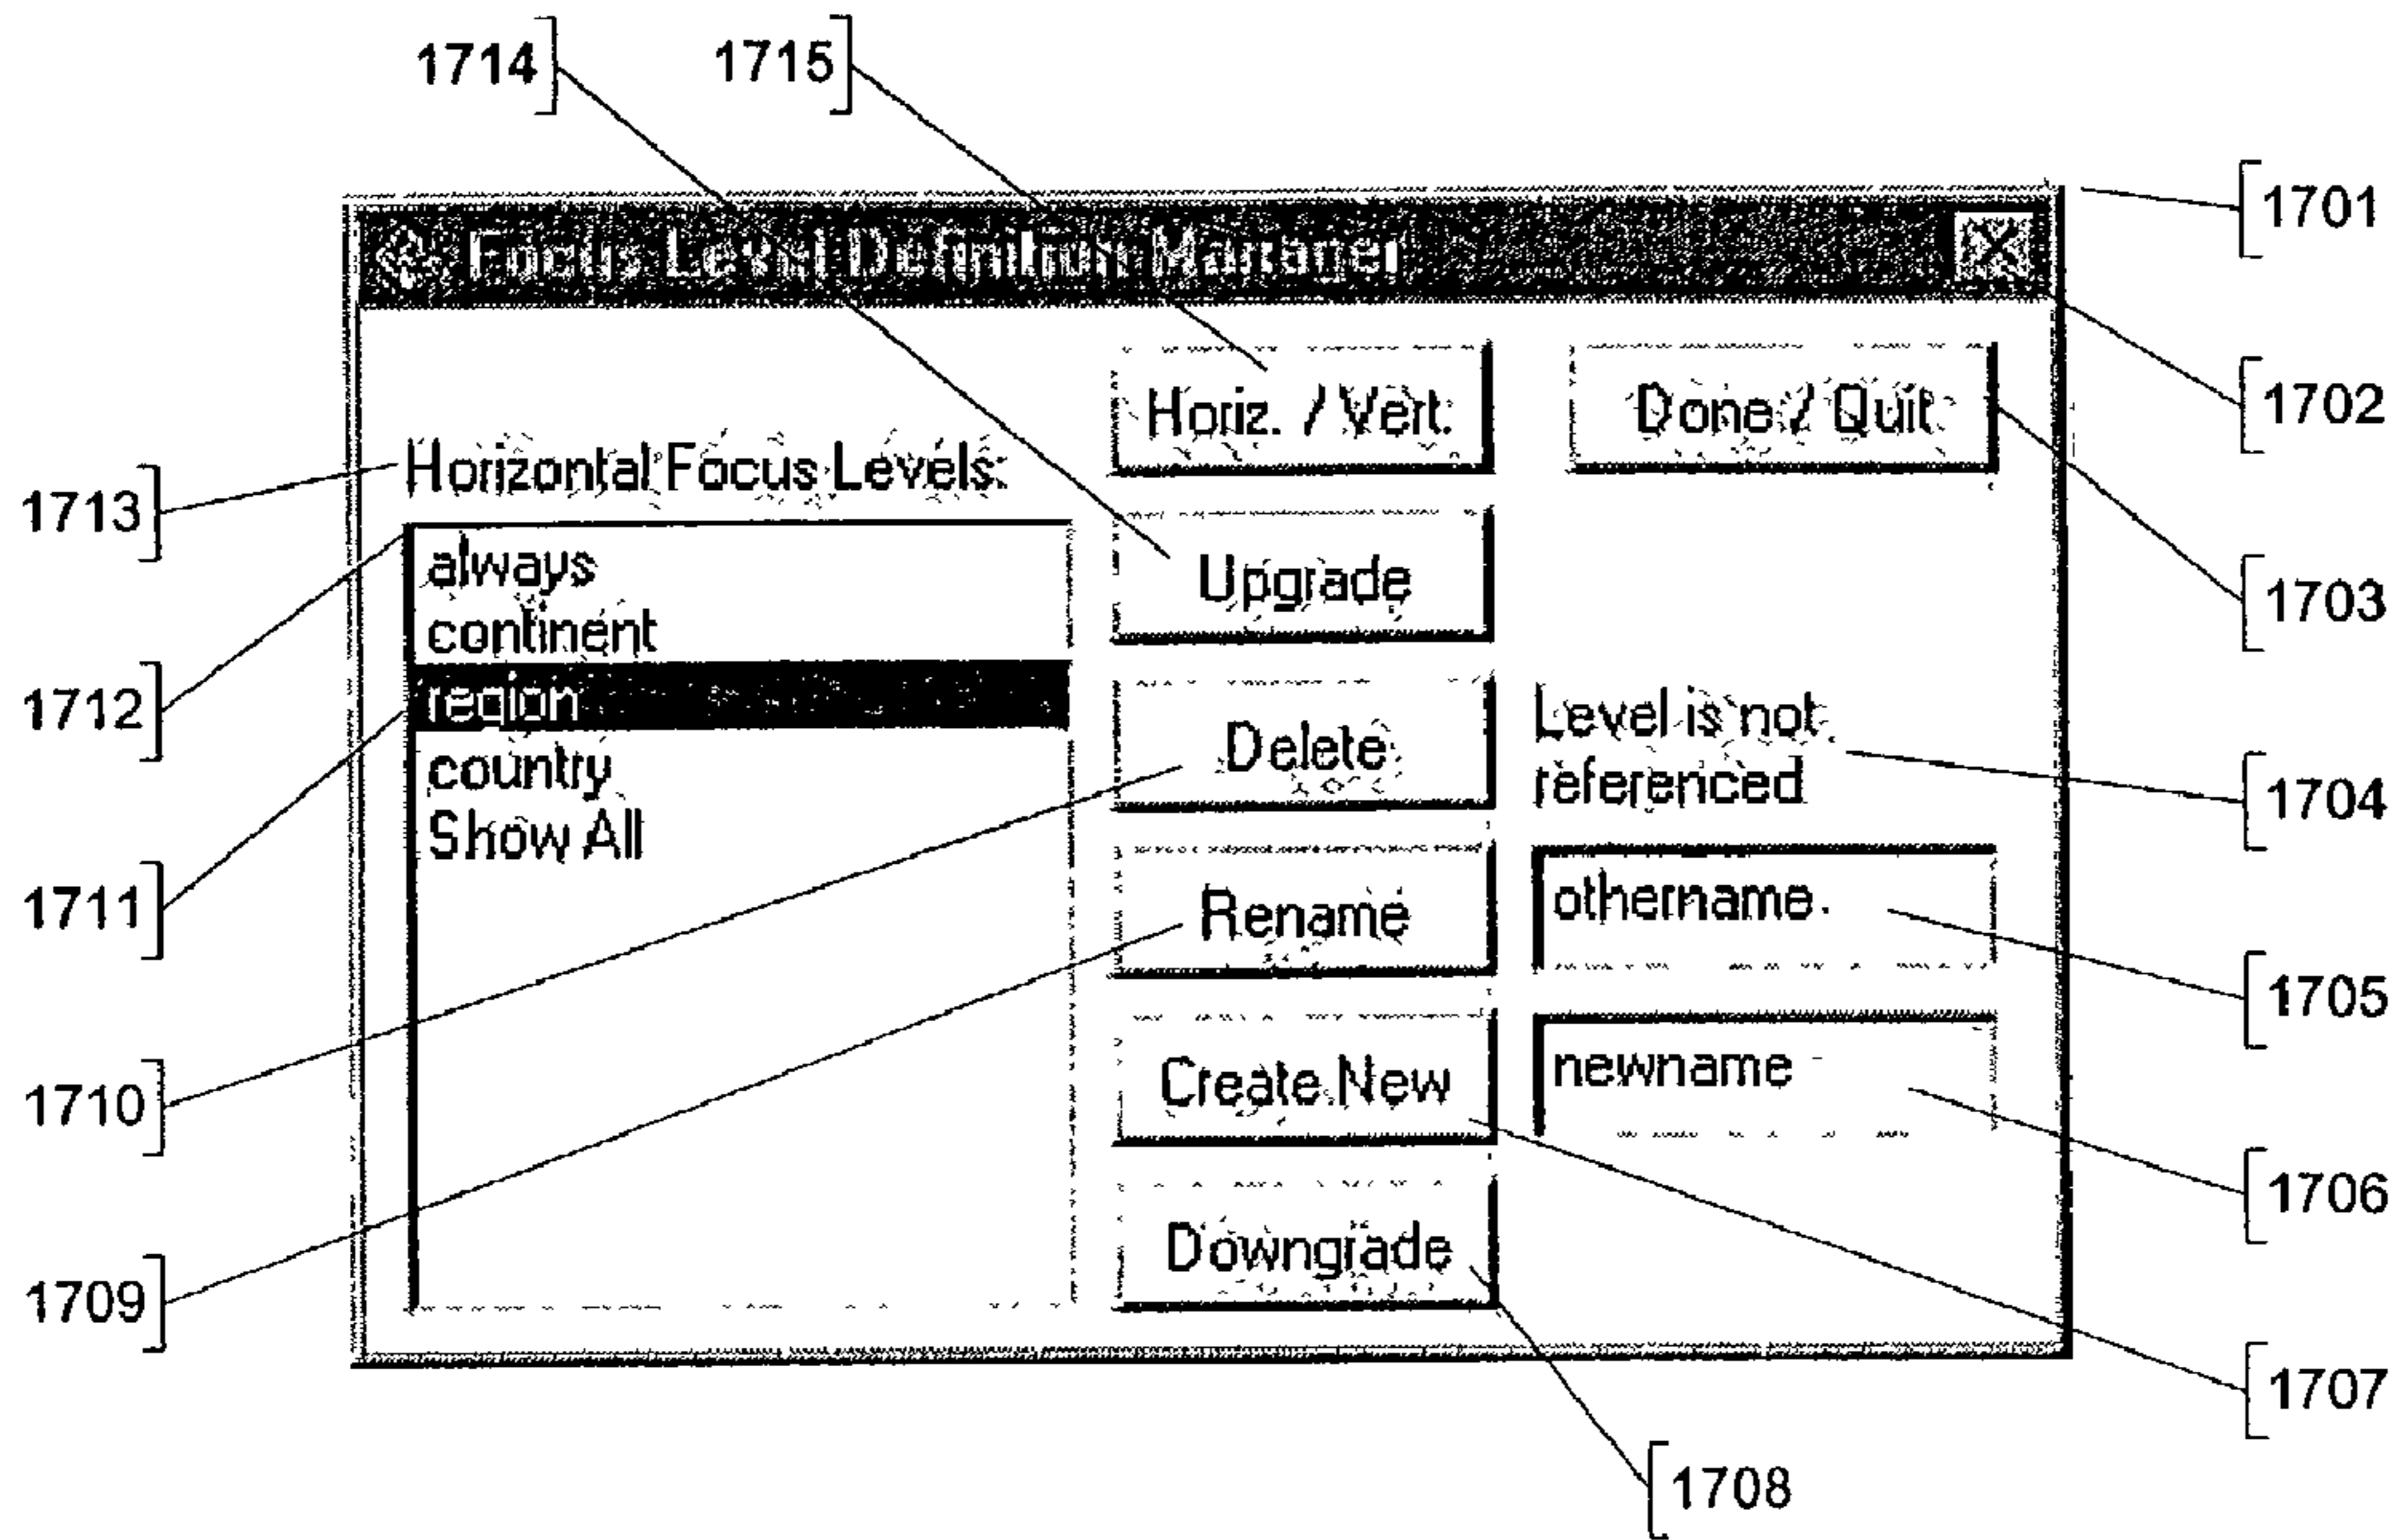 1714 1715
1701
Focus Level Definition Manager
1702
Horiz. / Vert. Done / Quit
1713 Horizontal Focus Levels:
1703
always
continent
region
country
Show All
Upgrade
1712
Delete Level is not
referenced
1704
1711
Rename othername
1705
1710
Create New newname
1706
1709
Downgrade
1707
1708